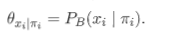 θ_{x_i|π_i} = P_B(x_i | π_i).